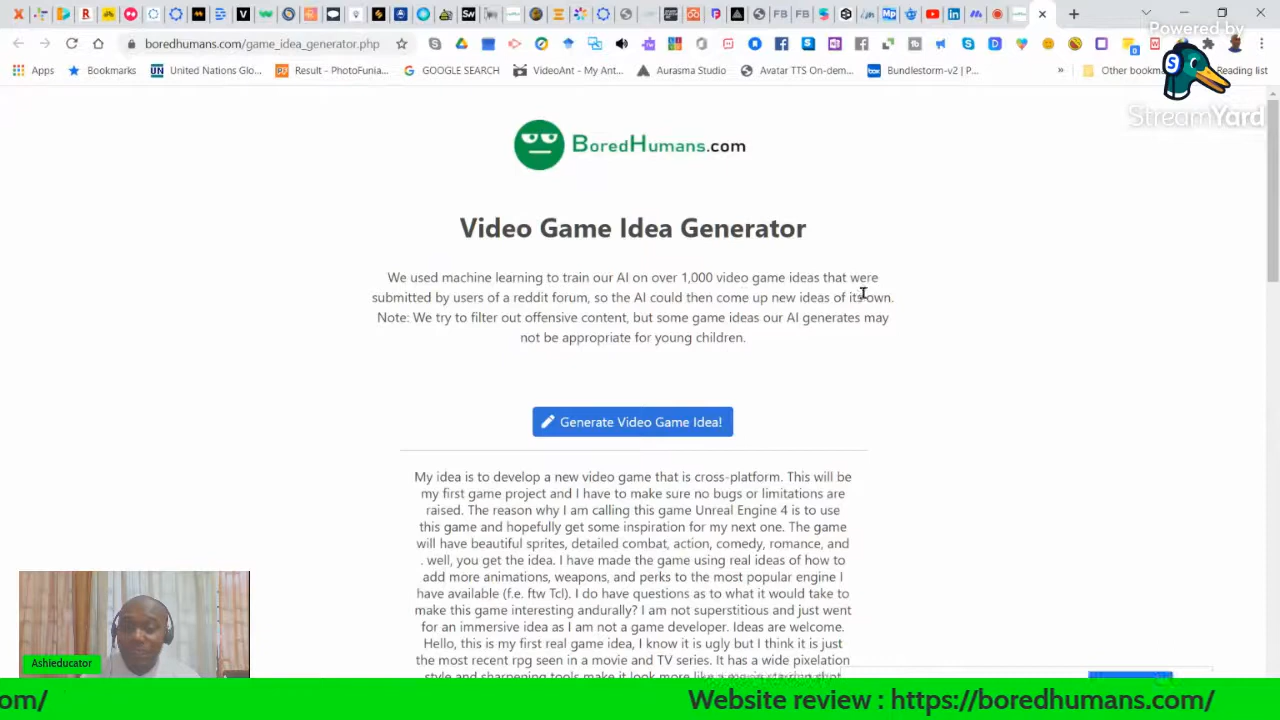 Powered by
boredhumans.com/game_idea_generator.php
Apps
Bookmarks
United Nations Glo...
Result - PhotoFunia...
GOOGLE SEARCH
VideoAnt - My Ant...
Aurasma Studio
Avatar TTS On-dem...
Bundlestorm-v2 | P...
»
Other bookm
Reading list
StreamYard
BoredHumans.com
Video Game Idea Generator
We used machine learning to train our AI on over 1,000 video game ideas that were
submitted by users of a reddit forum, so the AI could then come up new ideas of its own.
Note: We try to filter out offensive content, but some game ideas our AI generates may
not be appropriate for young children.
Generate Video Game Idea!
My idea is to develop a new video game that is cross-platform. This will be
my first game project and I have to make sure no bugs or limitations are
raised. The reason why I am calling this game Unreal Engine 4 is to use
this game and hopefully get some inspiration for my next one. The game
will have beautiful sprites, detailed combat, action, comedy, romance, and
. well, you get the idea. I have made the game using real ideas of how to
add more animations, weapons, and perks to the most popular engine I
have available (f.e. ftw Tcl). I do have questions as to what it would take to
make this game interesting andurally? I am not superstitious and just went
for an immersive idea as I am not a game developer. Ideas are welcome.
Hello, this is my first real game idea, I know it is ugly but I think it is just
the most recent rpg seen in a movie and TV series. It has a wide pixelation
style and sharpening tools make it look more like a
Ashieducator
om/
Website review : https://boredhumans.com/